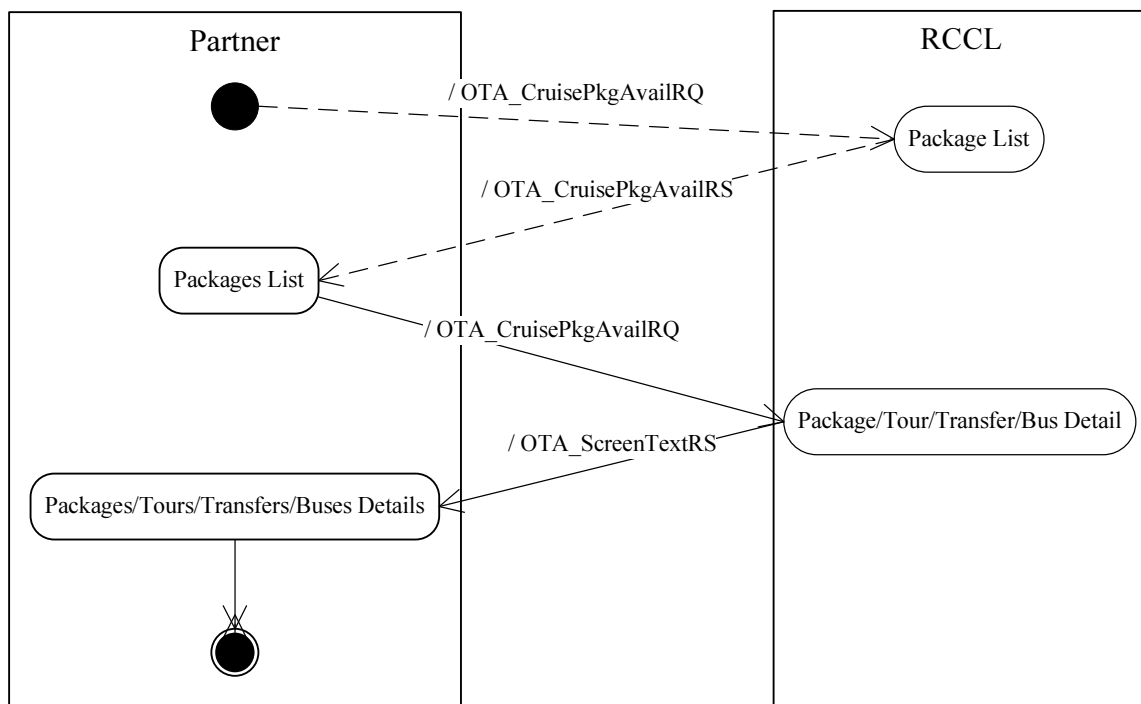 Partner
RCCL
/ OTA_CruisePkgAvailRQ
Package List
/ OTA_CruisePkgAvailRS
Packages List
/ OTA_CruisePkgAvailRQ
Package/Tour/Transfer/Bus Detail
/ OTA_ScreenTextRS
Packages/Tours/Transfers/Buses Details